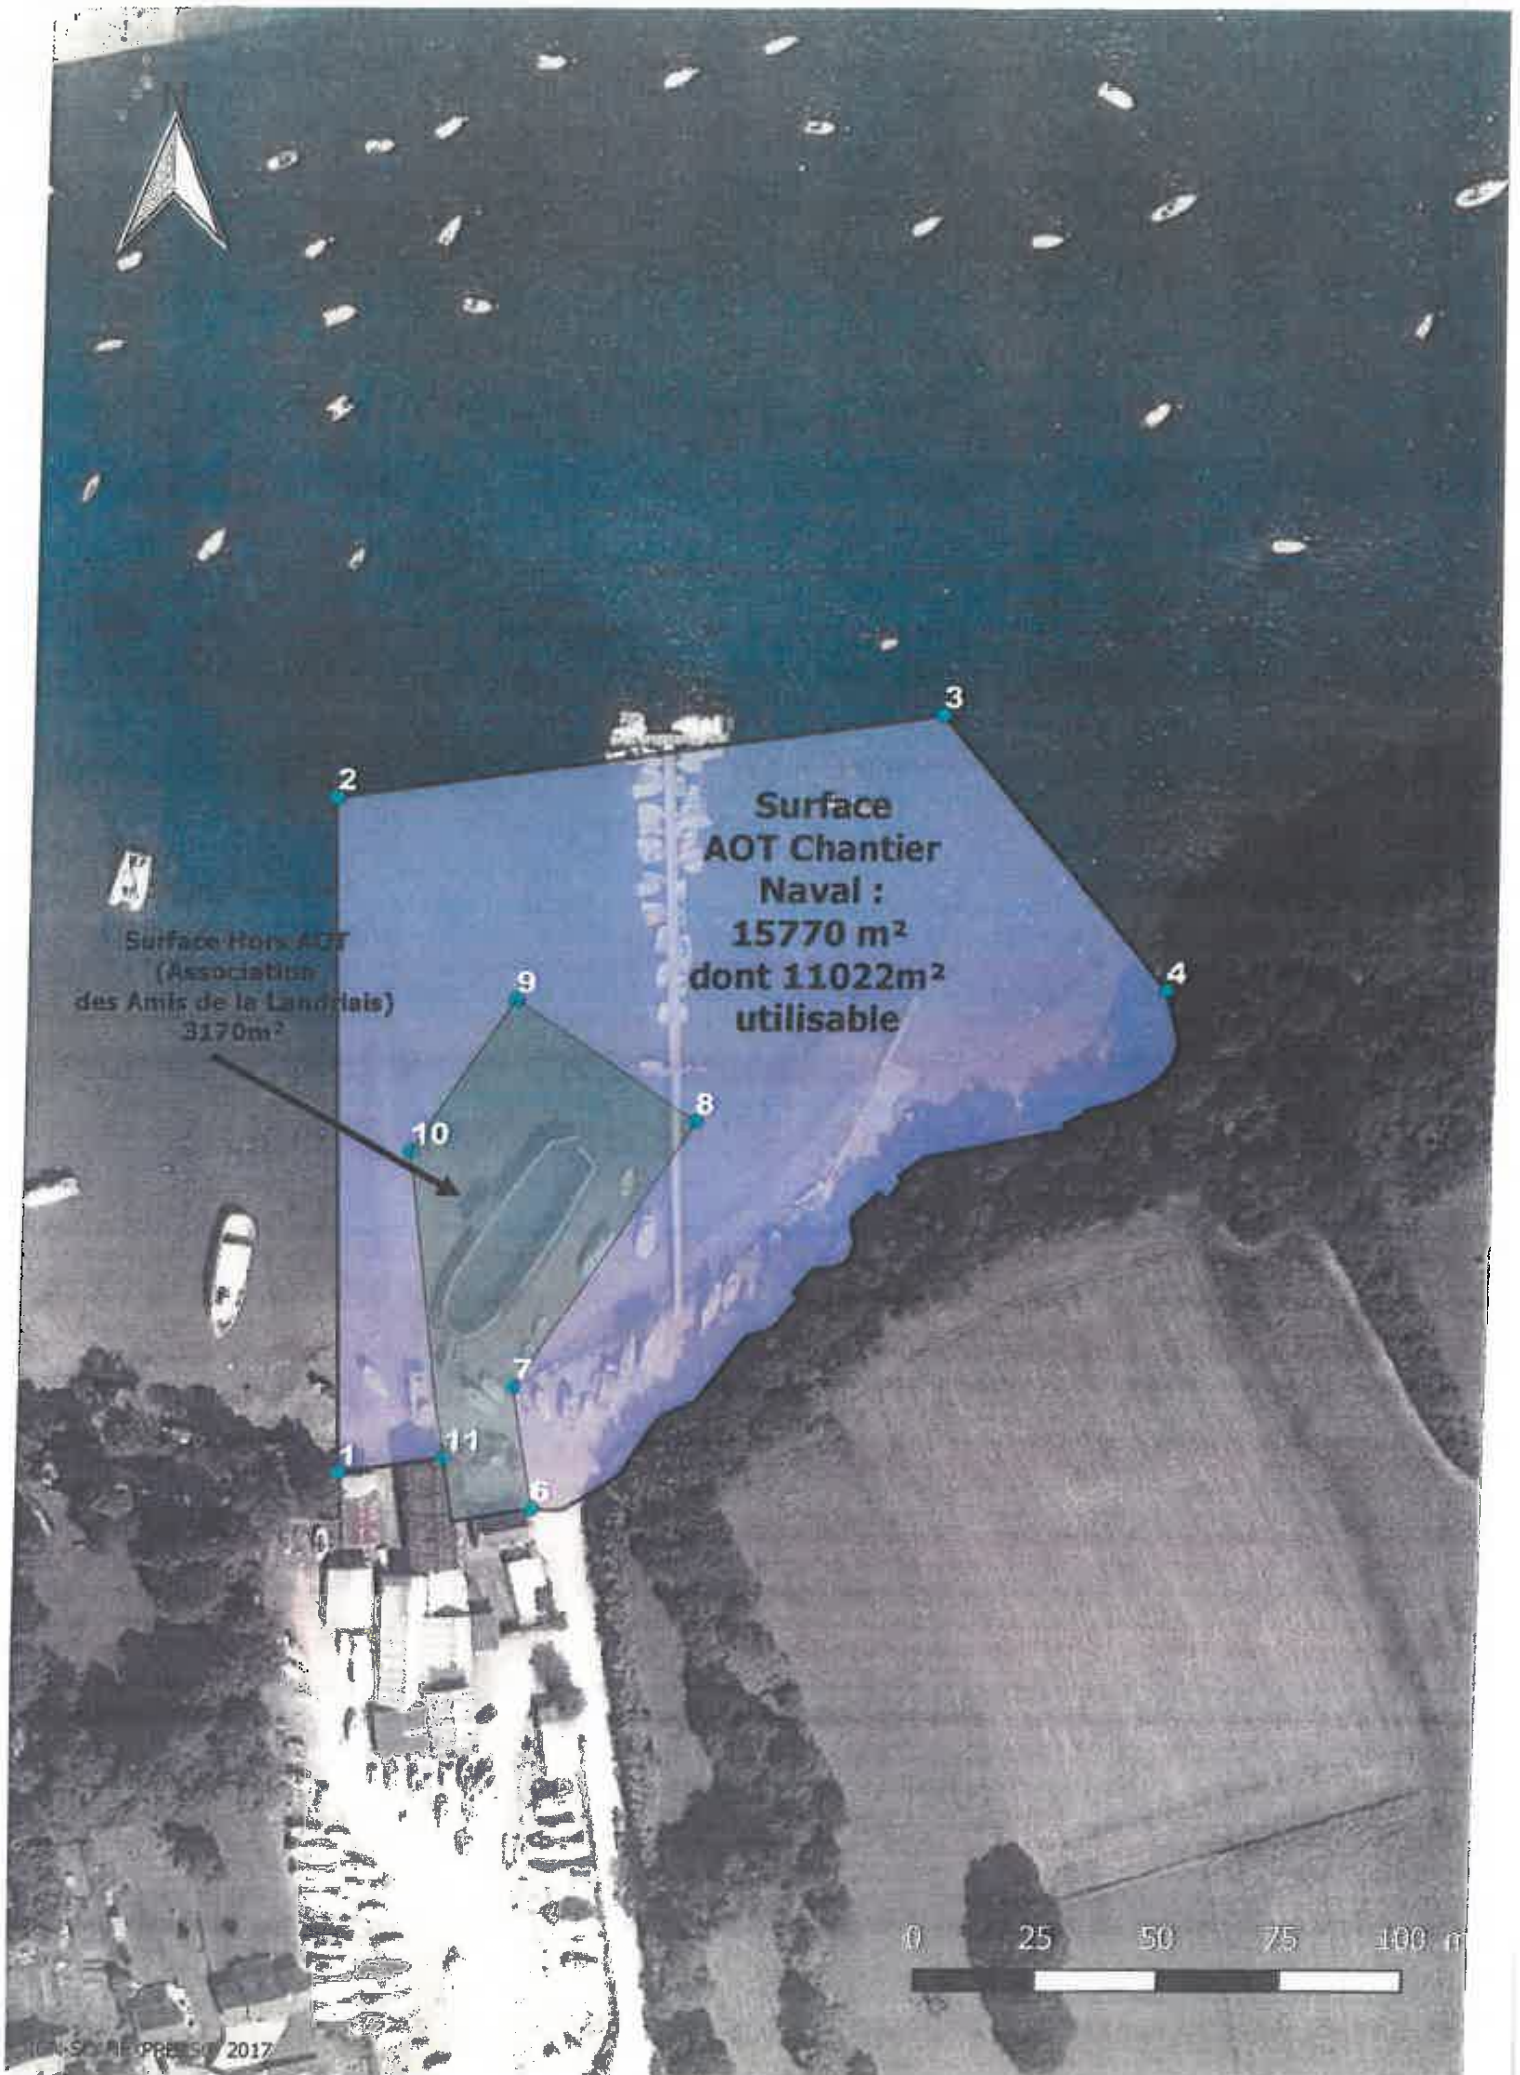 3
2
Surface
AOT Chantier
Naval :
15770 m²
dont 11022m²
utilisable
Surface Hors AOT
(Association
des Amis de la Landriais)
3170m²
4
9
8
10
7
1
11
6
0 25 50 75 100 m
2017